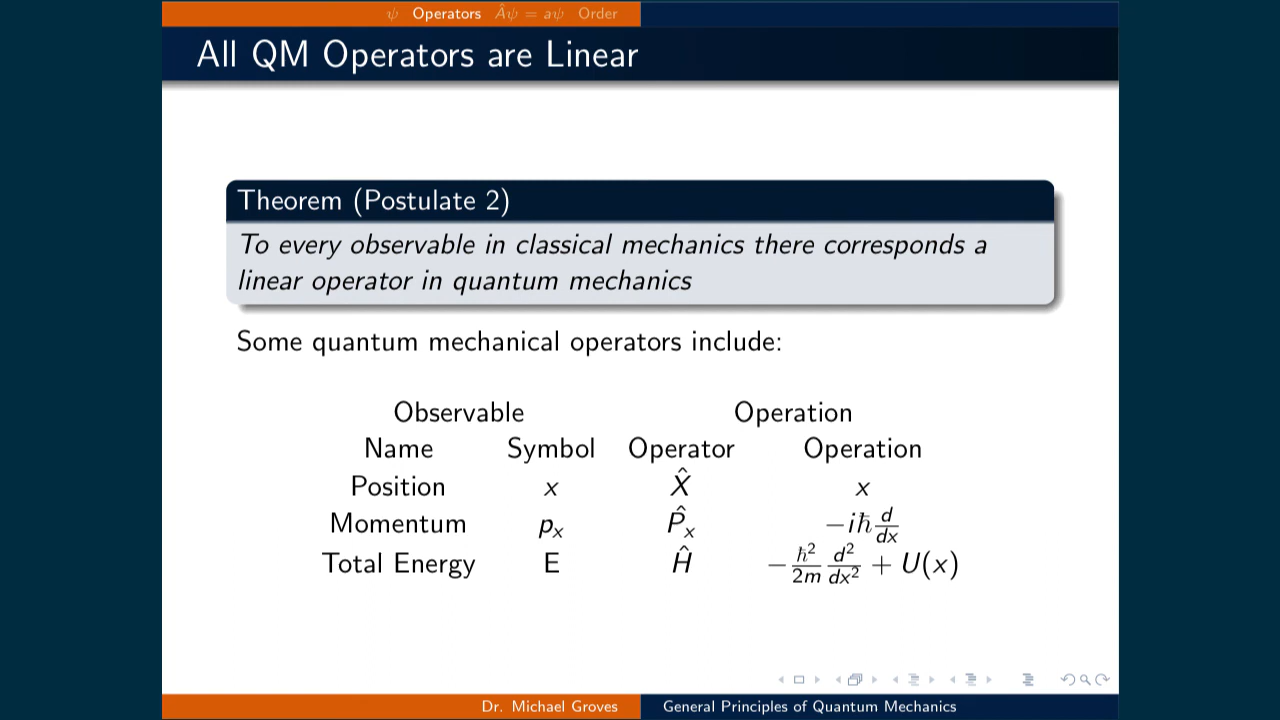 ψ Operators Âψ = aψ Order
All QM Operators are Linear
Theorem (Postulate 2)
To every observable in classical mechanics there corresponds a
linear operator in quantum mechanics
Some quantum mechanical operators include:
Observable Operation
Name Symbol Operator Operation
Position x X̂ x
Momentum pₓ P̂ₓ −iħ d/dx
Total Energy E Ĥ −ħ²/2m d²/dx² + U(x)
Dr. Michael Groves General Principles of Quantum Mechanics